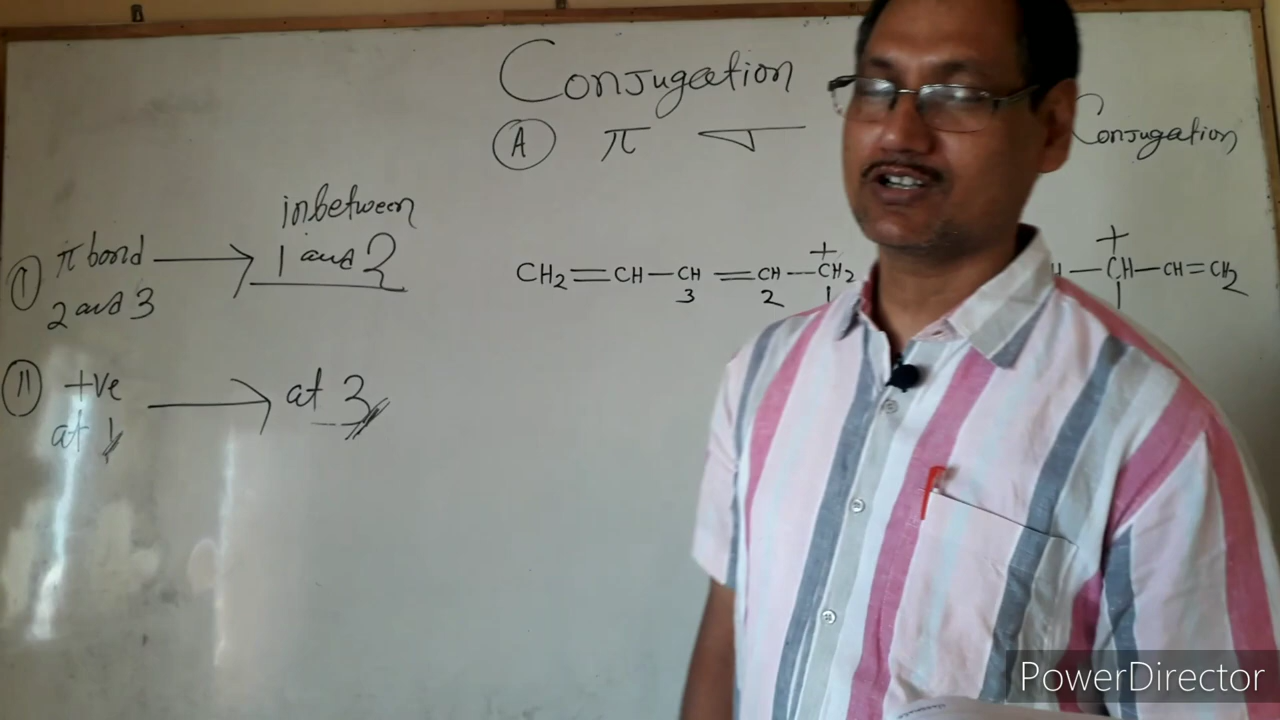 Conjugation
Ⓐ π σ Conjugation
inbetween
Ⓘ π bond ⟶ 1 and 2
2 and 3
CH₂=CH—CH=CH—CH₂
+
3 2 1
H—CH—CH=CH₂
+
1
Ⓘⓘ +ve ⟶ at 3
at 1
PowerDirector